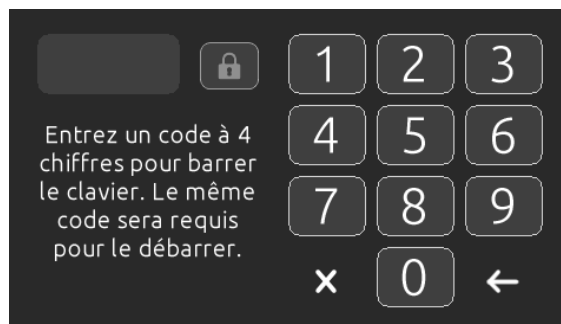 1 2 3
Entrez un code à 4
chiffres pour barrer
le clavier. Le même
code sera requis
pour le débarrer.
4 5 6
7 8 9
0